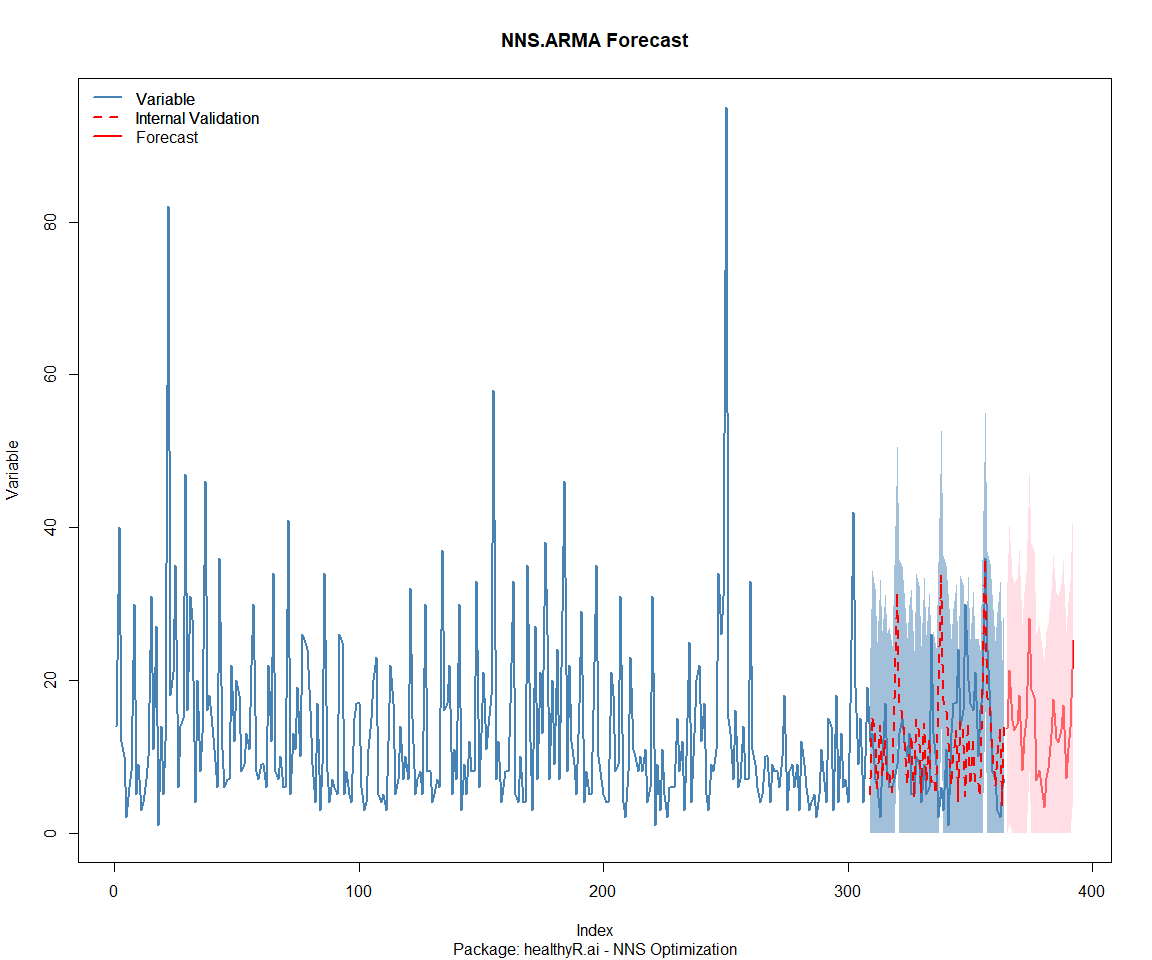 NNS.ARMA Forecast
Variable
Internal Validation
Forecast
Variable
80
60
40
20
0
0 100 200 300 400
Index
Package: healthyR.ai - NNS Optimization